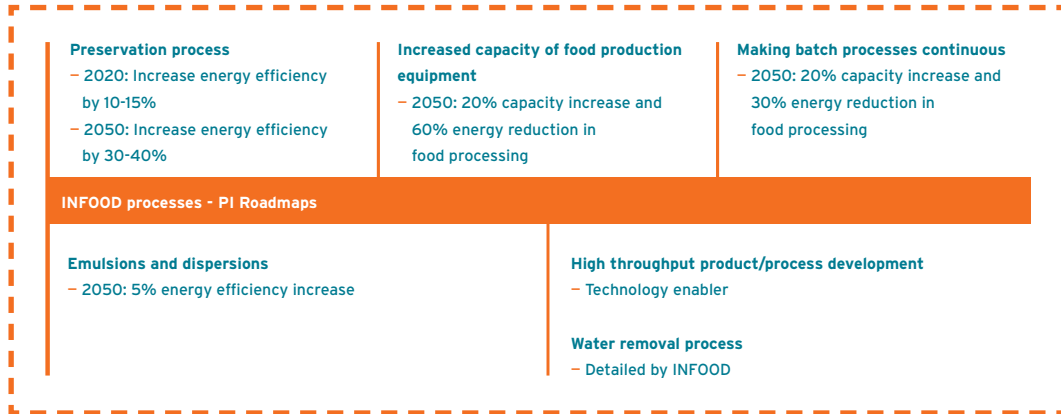 Preservation process
– 2020: Increase energy efficiency
by 10-15%
– 2050: Increase energy efficiency
by 30-40%
Increased capacity of food production
equipment
– 2050: 20% capacity increase and
60% energy reduction in
food processing
Making batch processes continuous
– 2050: 20% capacity increase and
30% energy reduction in
food processing
INFOOD processes - PI Roadmaps
Emulsions and dispersions
– 2050: 5% energy efficiency increase
High throughput product/process development
– Technology enabler
Water removal process
– Detailed by INFOOD